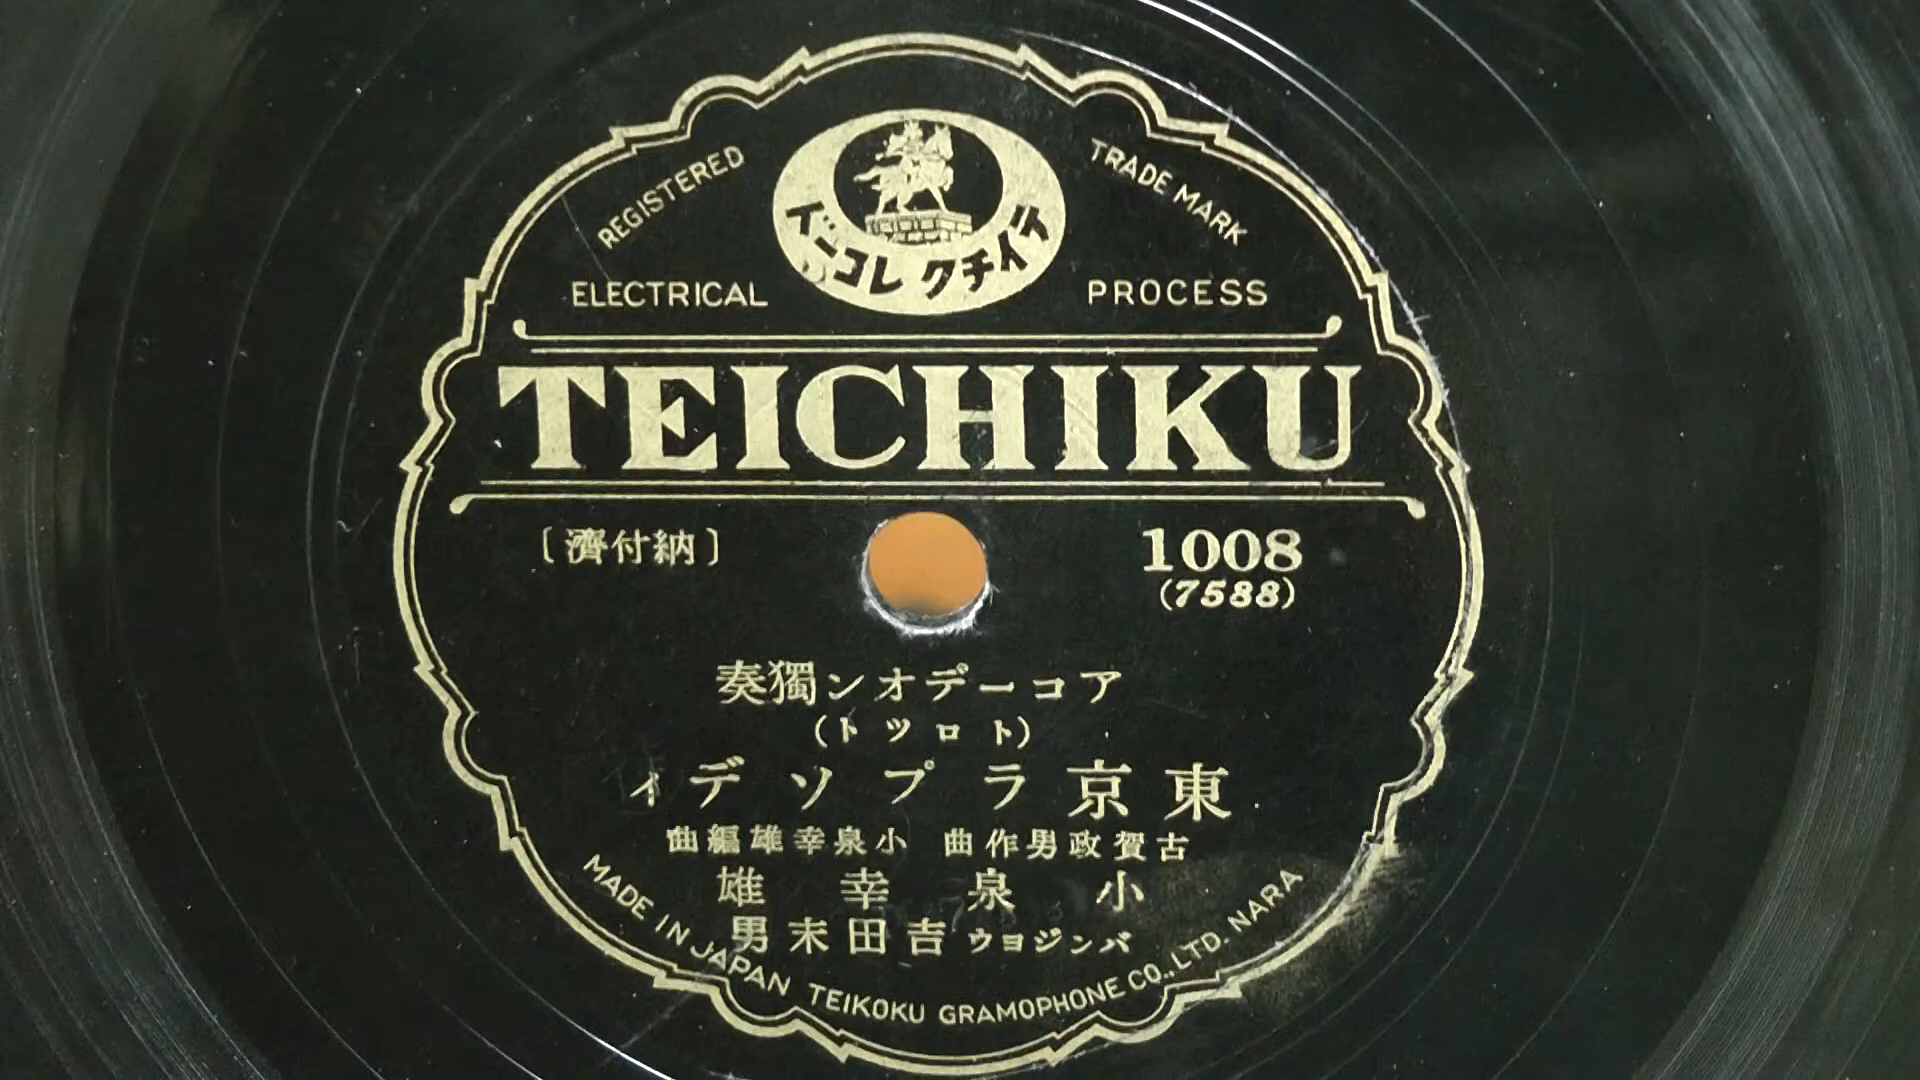 REGISTERED TRADE MARK
テイチクレコード
ELECTRICAL PROCESS
TEICHIKU
〔納付濟〕
1008
(7588)
アコーデオン獨奏
(トロツト)
東京ラプソディ
古賀政男作曲 小泉幸雄編曲
小泉幸雄
バンジヨウ 吉田末男
MADE IN JAPAN TEIKOKU GRAMOPHONE CO., LTD. NARA